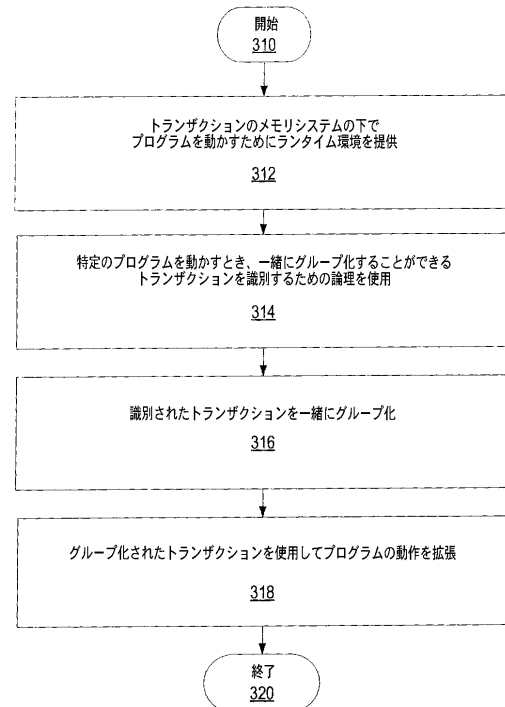 開始
310
トランザクションのメモリシステムの下で
プログラムを動かすためにランタイム環境を提供
312
特定のプログラムを動かすとき、一緒にグループ化することができる
トランザクションを識別するための論理を使用
314
識別されたトランザクションを一緒にグループ化
316
グループ化されたトランザクションを使用してプログラムの動作を拡張
318
終了
320